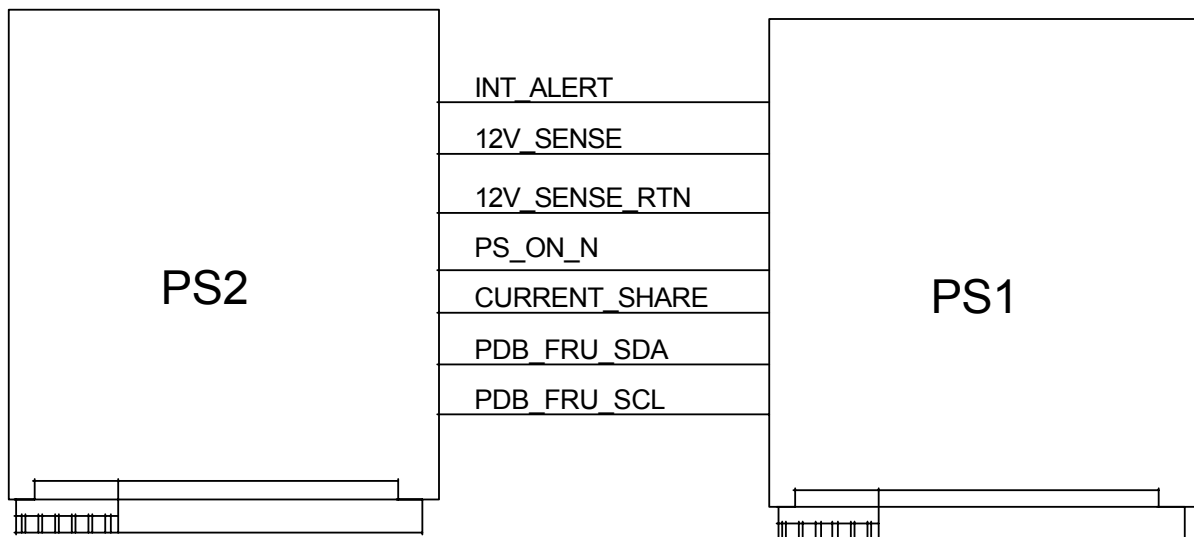 INT_ALERT
12V_SENSE
12V_SENSE_RTN
PS_ON_N
PS2
CURRENT_SHARE
PS1
PDB_FRU_SDA
PDB_FRU_SCL